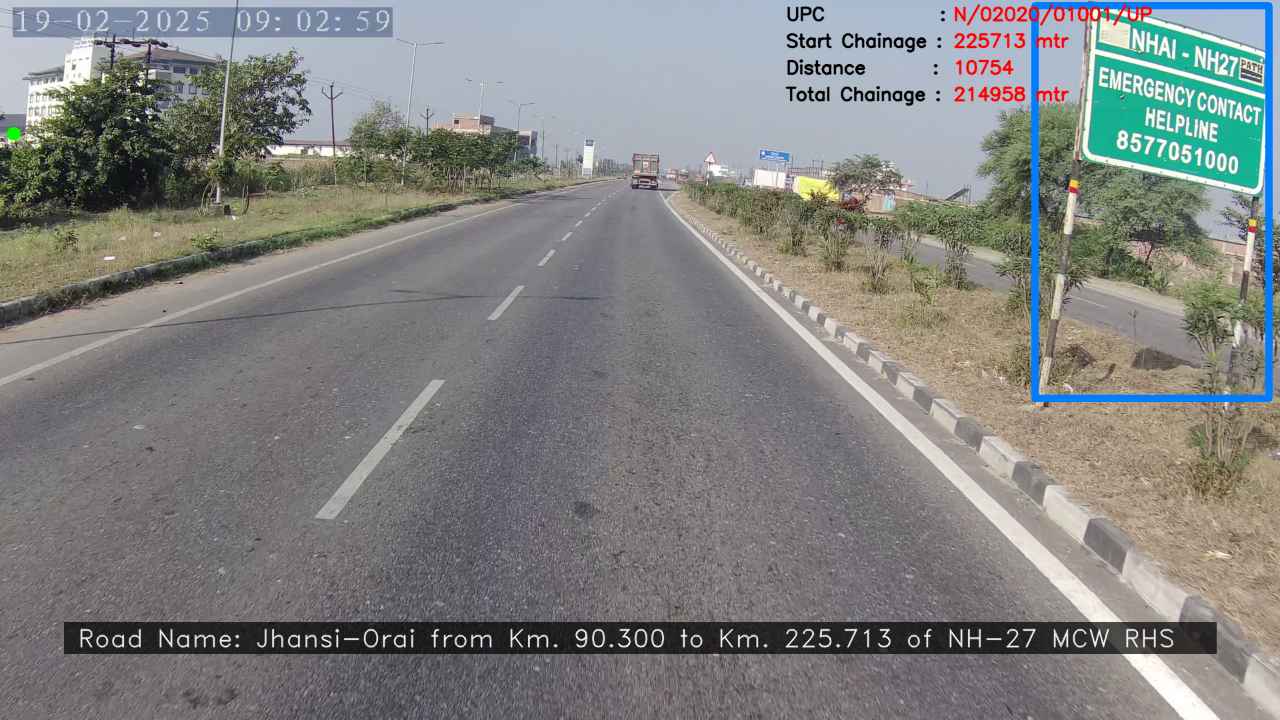 19-02-2025 09:02:59
UPC : N/02020/01001/UP
Start Chainage : 225713 mtr
Distance : 10754
Total Chainage : 214958 mtr
NHAI - NH27
PATH
EMERGENCY CONTACT
HELPLINE
8577051000
Road Name: Jhansi-Orai from Km. 90.300 to Km. 225.713 of NH-27 MCW RHS